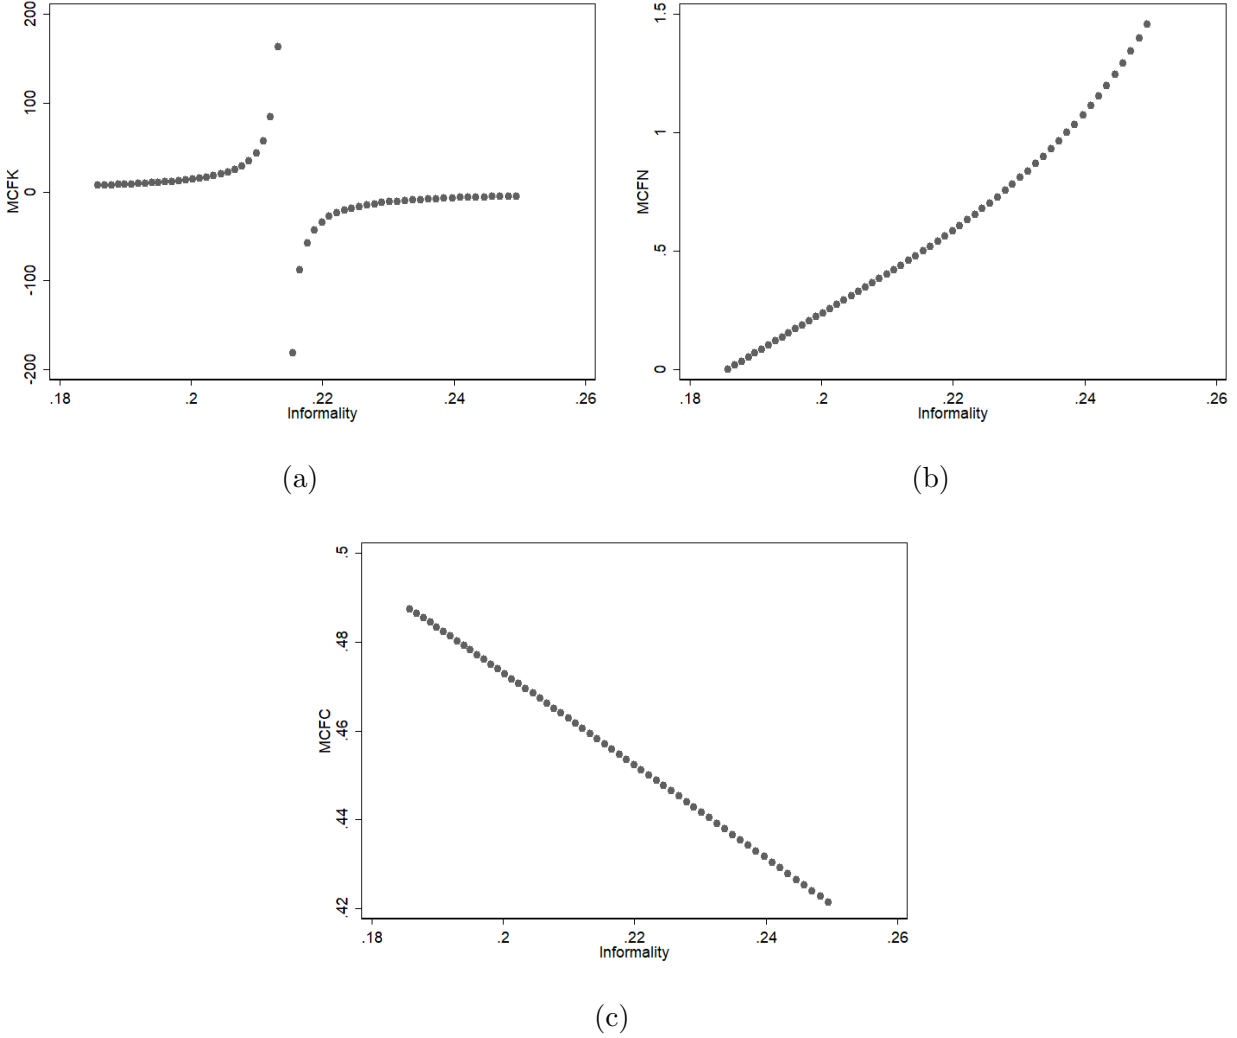 200
100
0
-100
-200
MCFK
.18 .2 .22 .24 .26
Informality
(a)
1.5
1
.5
0
MCFN
.18 .2 .22 .24 .26
Informality
(b)
.5
.48
.46
.44
.42
MCFC
.18 .2 .22 .24 .26
Informality
(c)